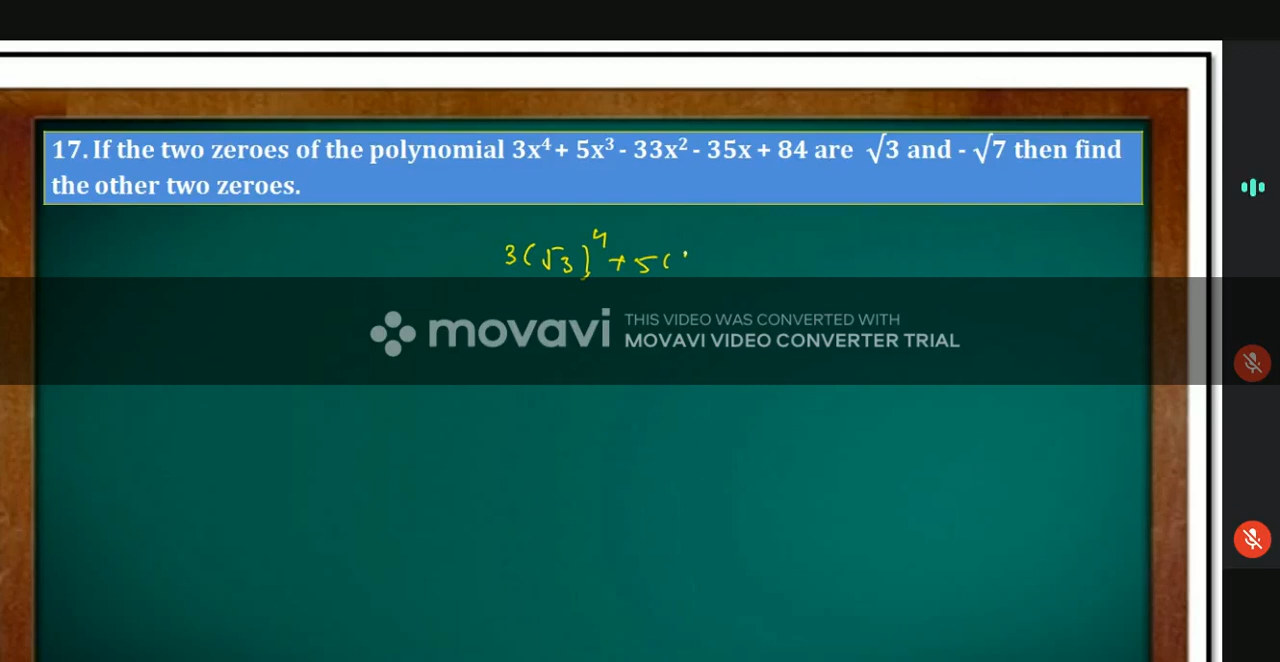 17. If the two zeroes of the polynomial 3x⁴ + 5x³ - 33x² - 35x + 84 are √3 and - √7 then find
the other two zeroes.
3(√3)⁴ + 5(
movavi
THIS VIDEO WAS CONVERTED WITH
MOVAVI VIDEO CONVERTER TRIAL